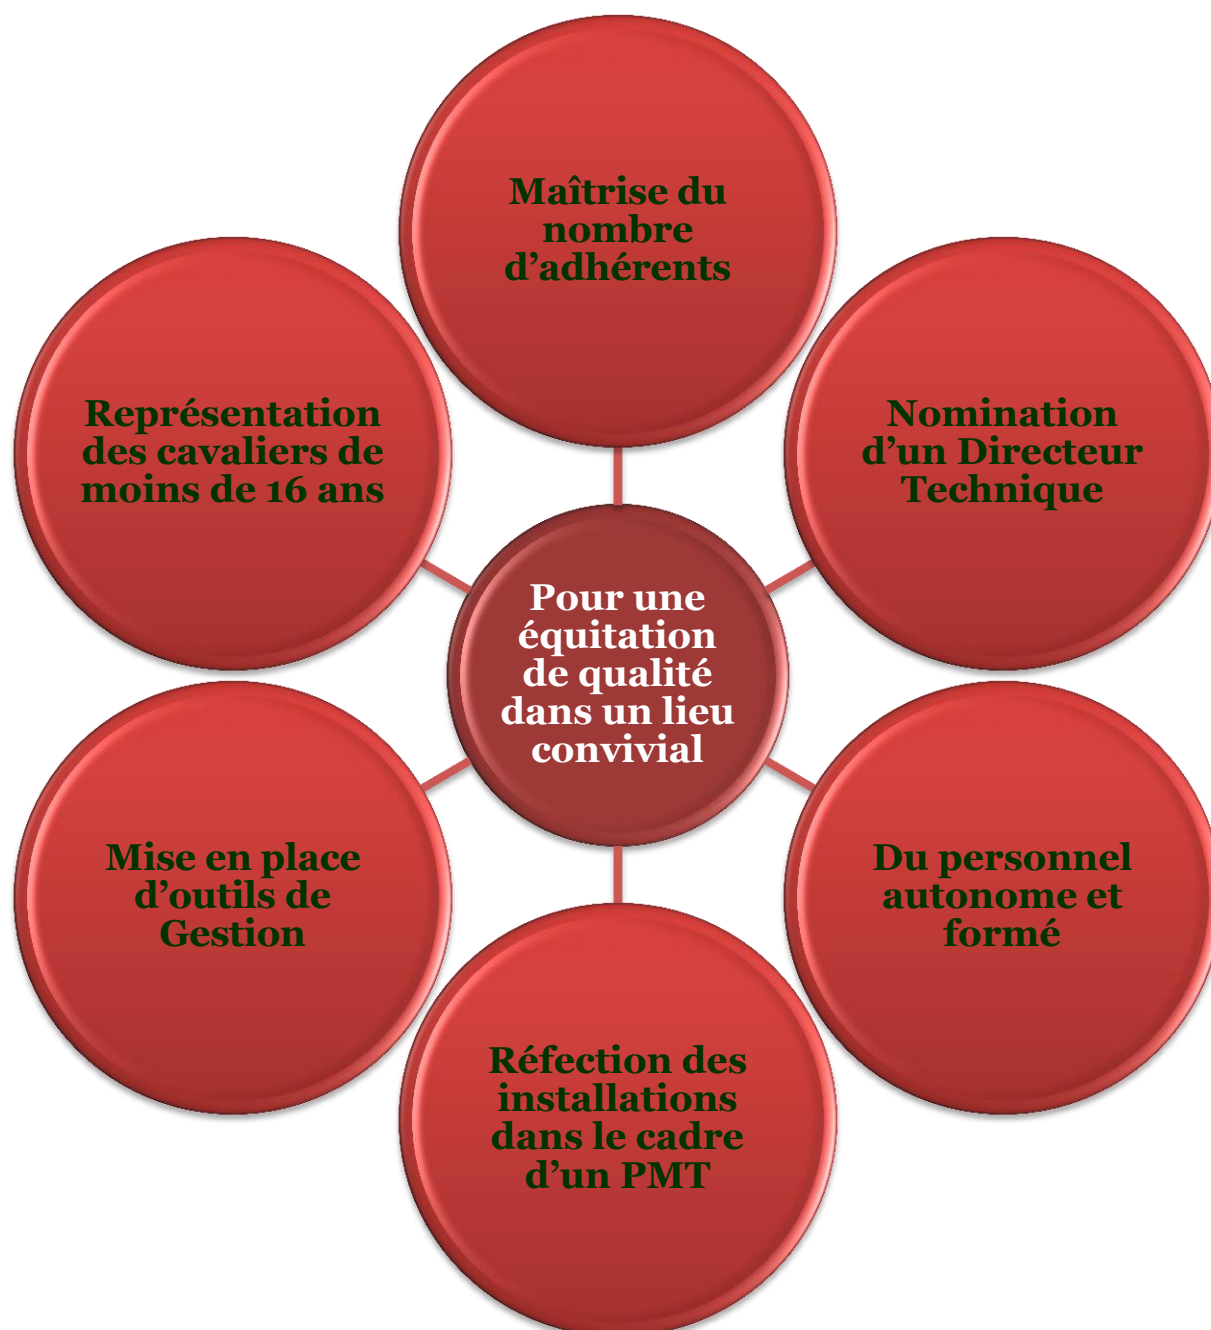 Maîtrise du
nombre
d’adhérents
Nomination
d’un Directeur
Technique
Du personnel
autonome et
formé
Réfection des
installations
dans le cadre
d’un PMT
Mise en place
d’outils de
Gestion
Représentation
des cavaliers de
moins de 16 ans
Pour une
équitation
de qualité
dans un lieu
convivial